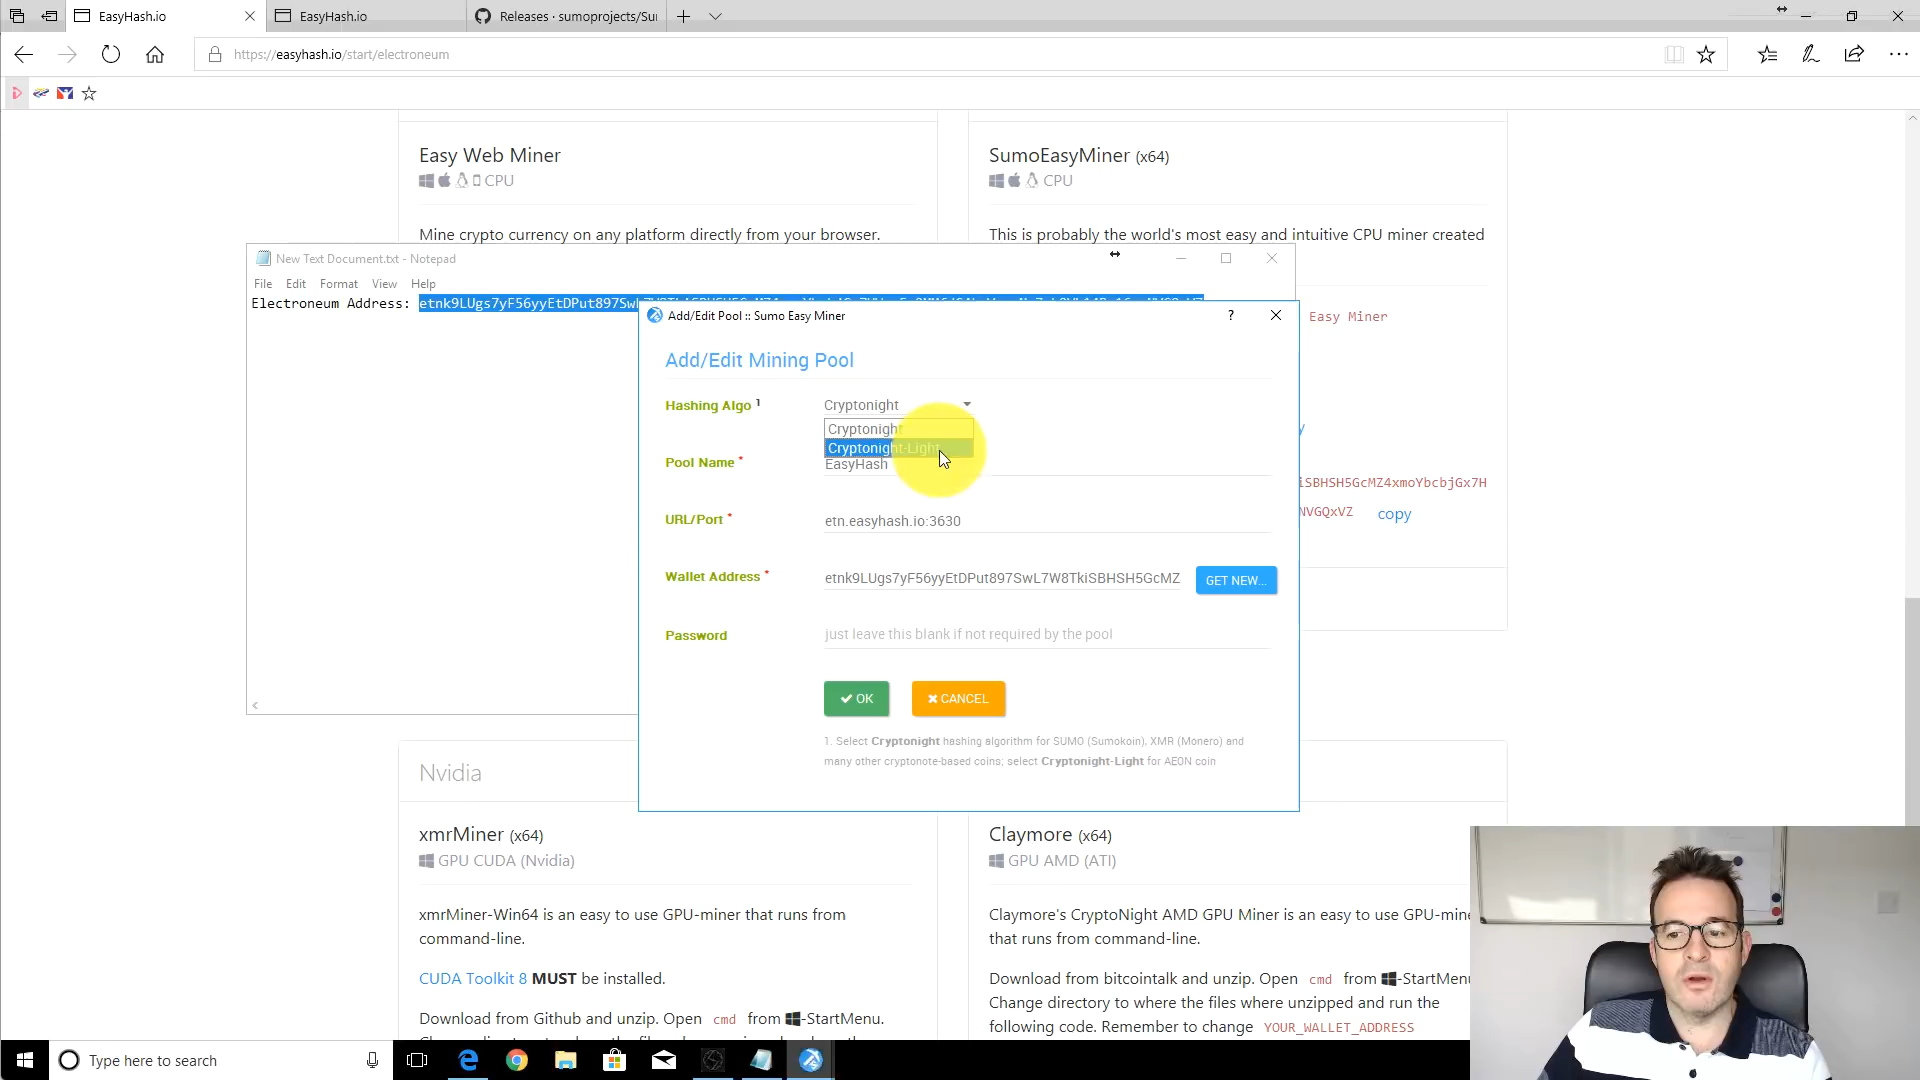 EasyHash.io
EasyHash.io
Releases · sumoprojects/Su
https://easyhash.io/start/electroneum
Easy Web Miner
CPU
Mine crypto currency on any platform directly from your browser.
SumoEasyMiner (x64)
CPU
This is probably the world's most easy and intuitive CPU miner created
New Text Document.txt - Notepad
File Edit Format View Help
Electroneum Address: etnk9LUgs7yF56yyEtDPut897Sw
Easy Miner
iSBHSH5GcMZ4xmoYbcbjGx7H
NVGQxVZ copy
Add/Edit Pool :: Sumo Easy Miner
?
Add/Edit Mining Pool
Hashing Algo 1 Cryptonight
Cryptonight
Cryptonight-Light
Pool Name * EasyHash
URL/Port * etn.easyhash.io:3630
Wallet Address * etnk9LUgs7yF56yyEtDPut897SwL7W8TkiSBHSH5GcMZ GET NEW...
Password just leave this blank if not required by the pool
OK CANCEL
1. Select Cryptonight hashing algorithm for SUMO (Sumokoin), XMR (Monero) and
many other cryptonote-based coins; select Cryptonight-Light for AEON coin
Nvidia
xmrMiner (x64)
GPU CUDA (Nvidia)
xmrMiner-Win64 is an easy to use GPU-miner that runs from
command-line.
CUDA Toolkit 8 MUST be installed.
Download from Github and unzip. Open cmd from -StartMenu.
Claymore (x64)
GPU AMD (ATI)
Claymore's CryptoNight AMD GPU Miner is an easy to use GPU-mine
that runs from command-line.
Download from bitcointalk and unzip. Open cmd from -StartMenu
Change directory to where the files where unzipped and run the
following code. Remember to change YOUR_WALLET_ADDRESS
Type here to search